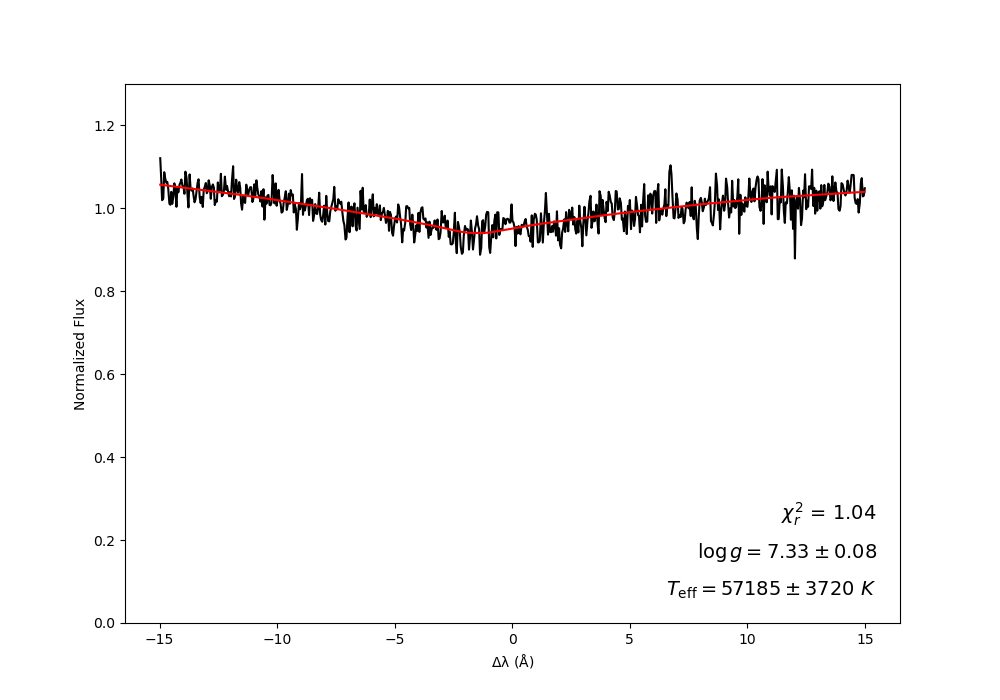 1.2
1.0
0.8
0.6
0.4
0.2
0.0
Normalized Flux
χ²ᵣ = 1.04
log g = 7.33 ± 0.08
T_eff = 57185 ± 3720 K
−15 −10 −5 0 5 10 15
Δλ (Å)